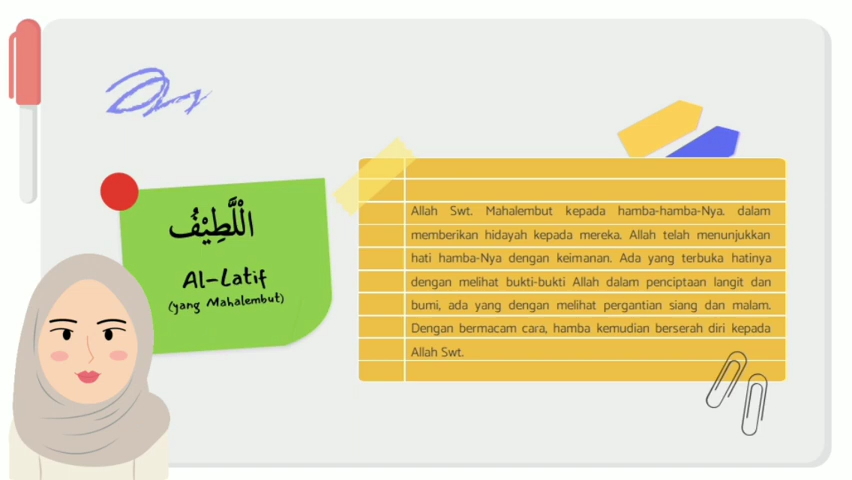 الْلَّطِيْفُ
Al-Latif
(yang Mahalembut)
Allah Swt. Mahalembut kepada hamba-hamba-Nya. dalam
memberikan hidayah kepada mereka. Allah telah menunjukkan
hati hamba-Nya dengan keimanan. Ada yang terbuka hatinya
dengan melihat bukti-bukti Allah dalam penciptaan langit dan
bumi, ada yang dengan melihat pergantian siang dan malam.
Dengan bermacam cara, hamba kemudian berserah diri kepada
Allah Swt.